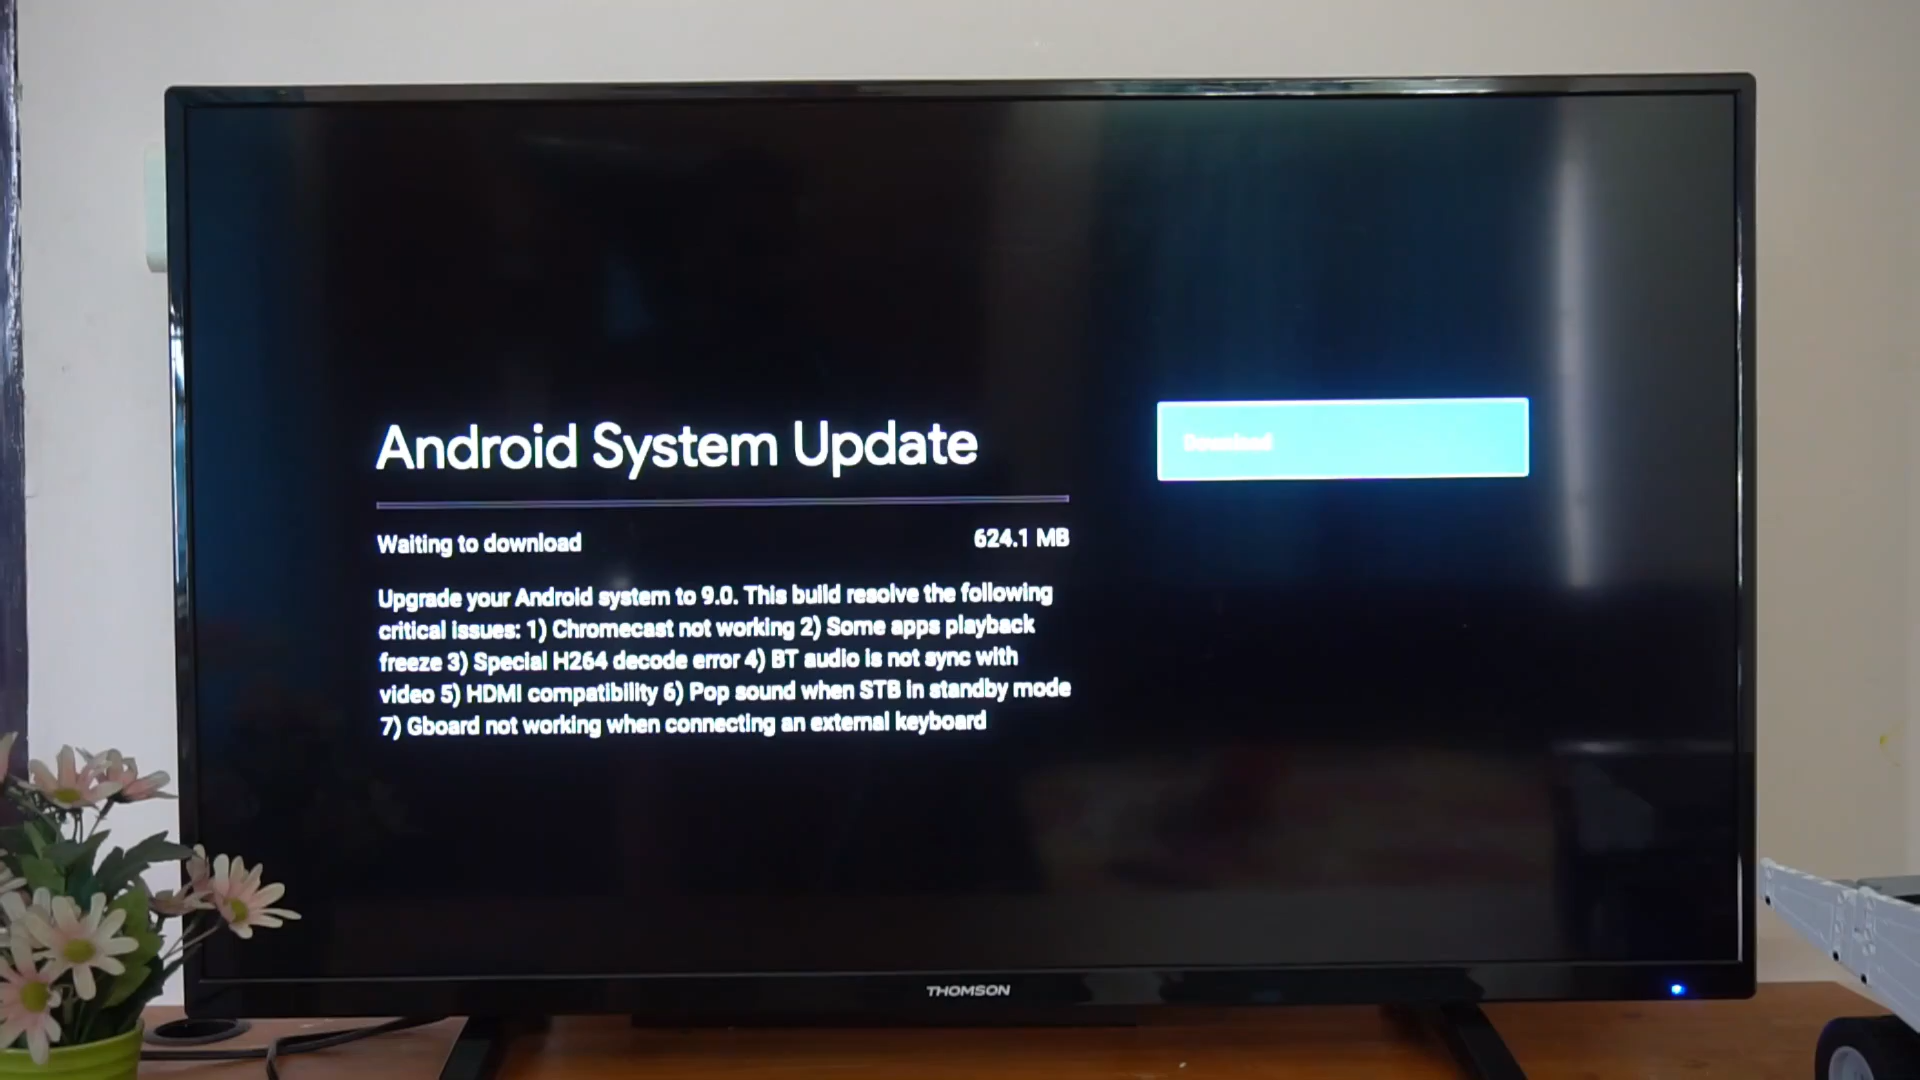 Android System Update
Download
Waiting to download 624.1 MB
Upgrade your Android system to 9.0. This build resolve the following
critical issues: 1) Chromecast not working 2) Some apps playback
freeze 3) Special H264 decode error 4) BT audio is not sync with
video 5) HDMI compatibility 6) Pop sound when STB in standby mode
7) Gboard not working when connecting an external keyboard
THOMSON